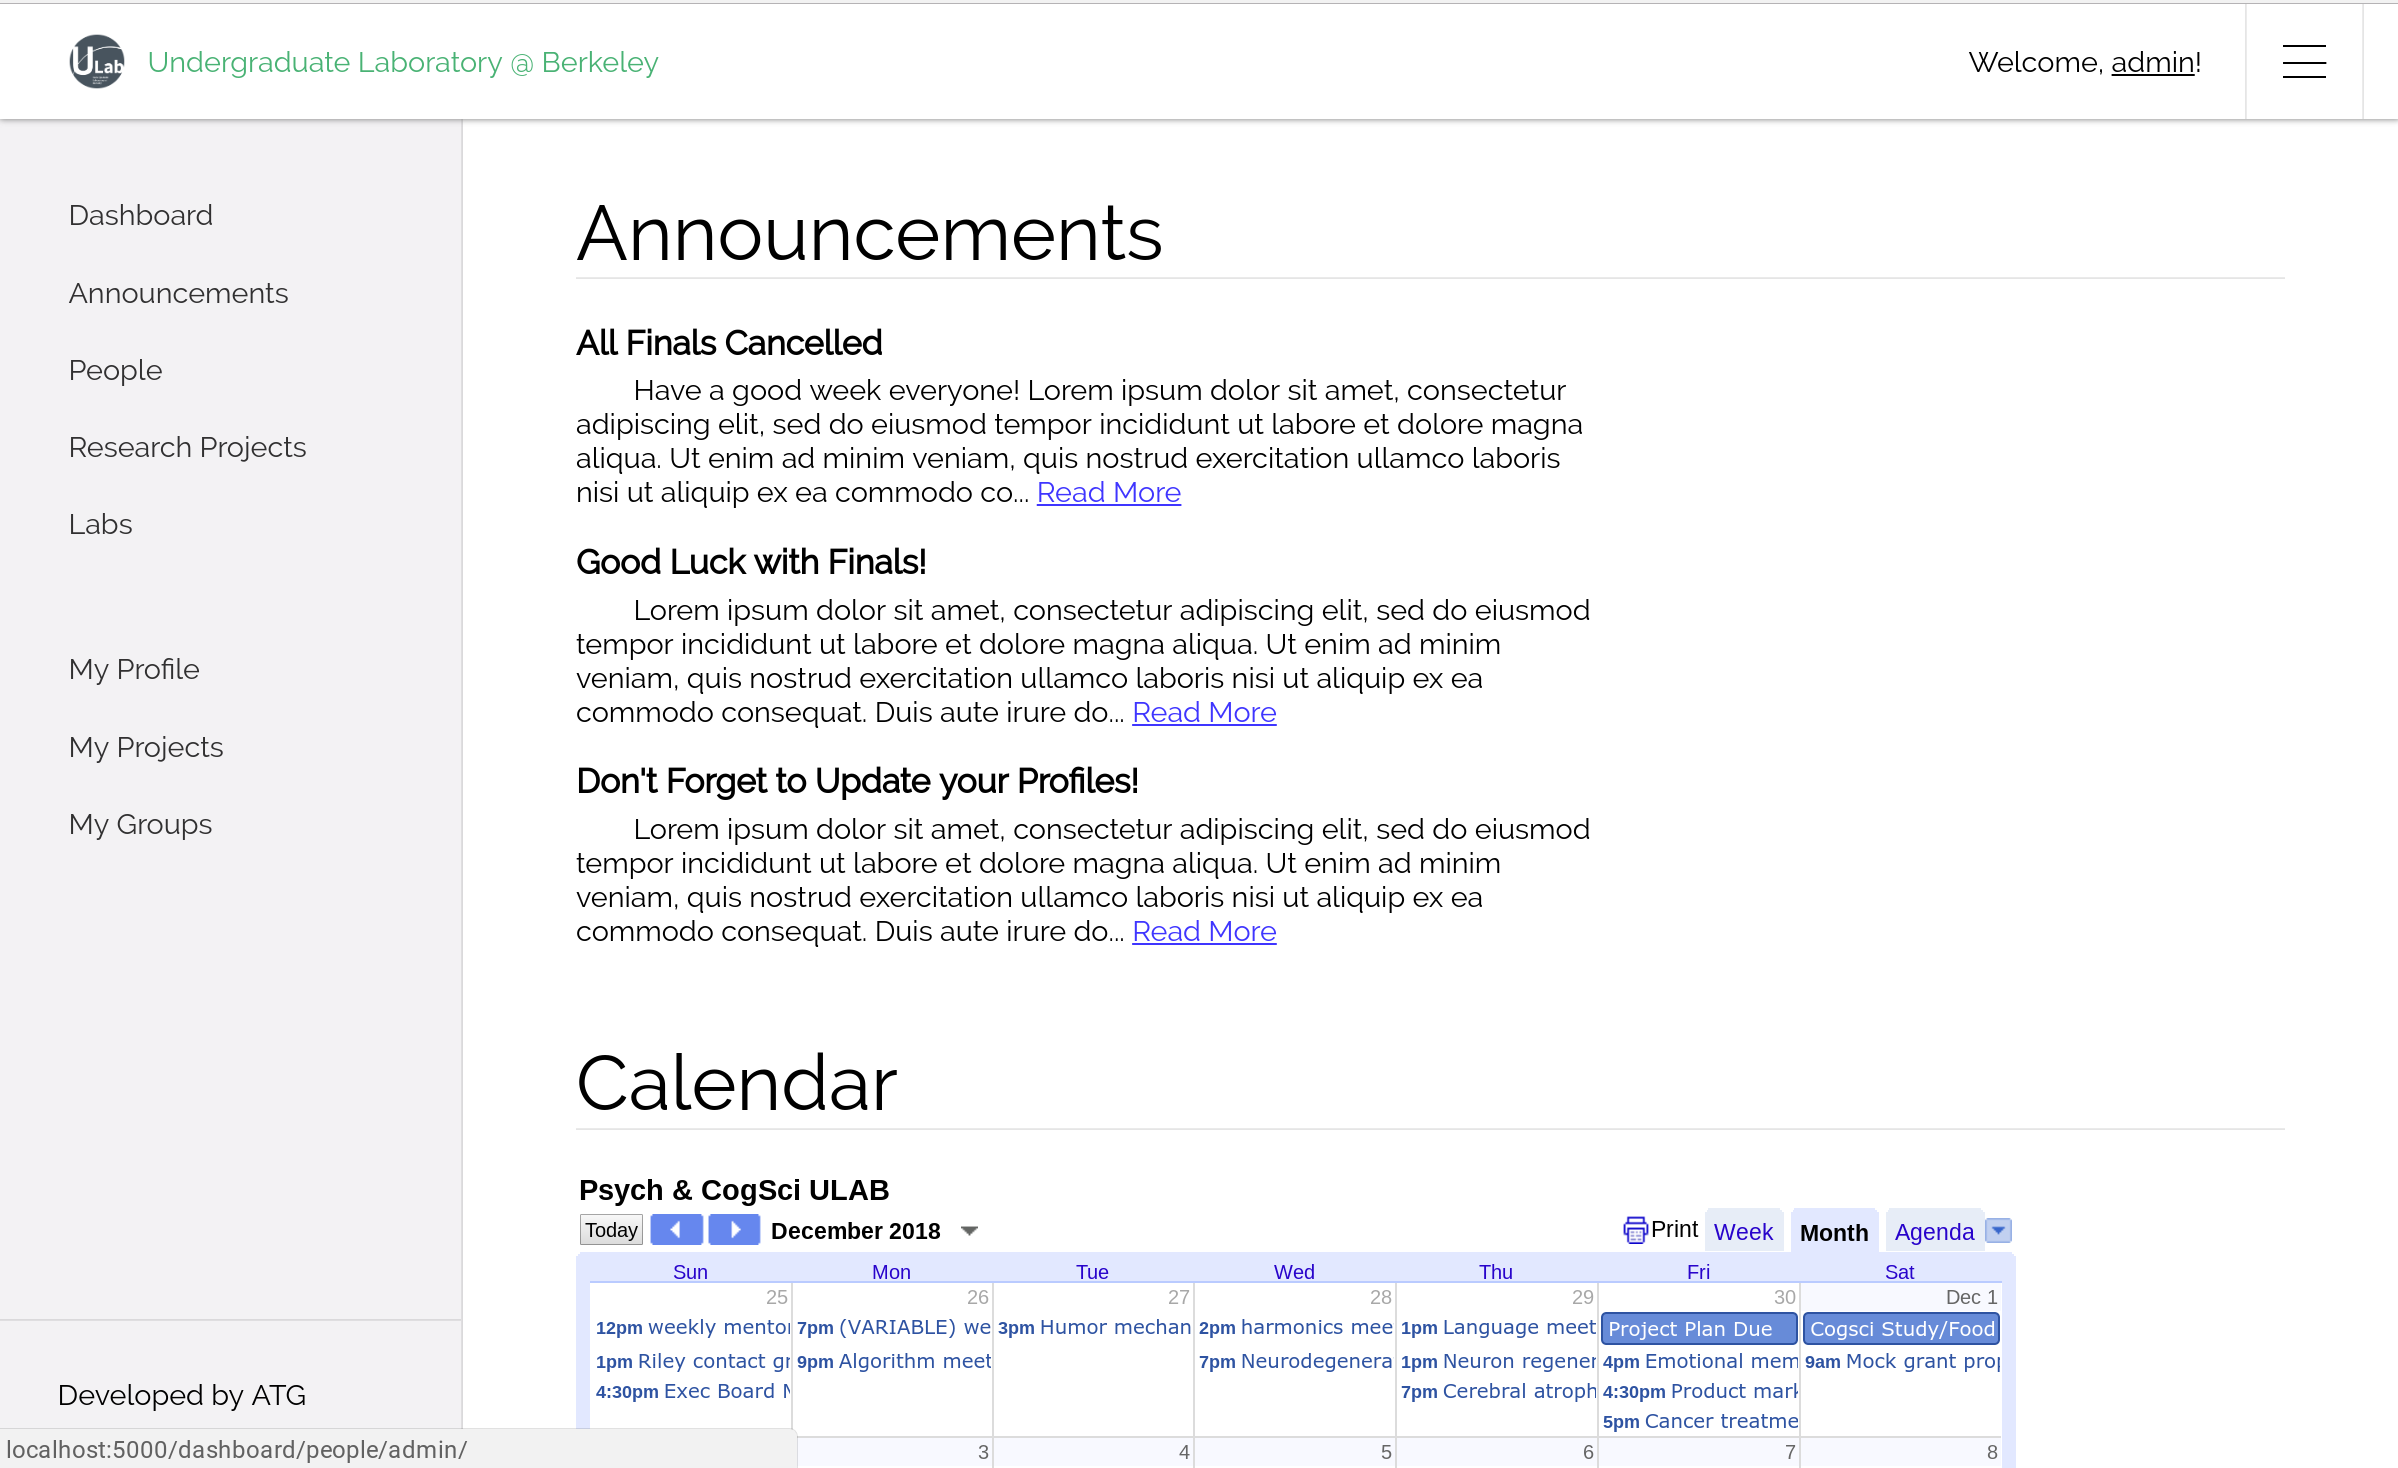 ULab
Undergraduate Laboratory @ Berkeley
Welcome, admin!
Dashboard
Announcements
People
Research Projects
Labs
My Profile
My Projects
My Groups
Developed by ATG
localhost:5000/dashboard/people/admin/
Announcements
All Finals Cancelled
Have a good week everyone! Lorem ipsum dolor sit amet, consectetur
adipiscing elit, sed do eiusmod tempor incididunt ut labore et dolore magna
aliqua. Ut enim ad minim veniam, quis nostrud exercitation ullamco laboris
nisi ut aliquip ex ea commodo co... Read More
Good Luck with Finals!
Lorem ipsum dolor sit amet, consectetur adipiscing elit, sed do eiusmod
tempor incididunt ut labore et dolore magna aliqua. Ut enim ad minim
veniam, quis nostrud exercitation ullamco laboris nisi ut aliquip ex ea
commodo consequat. Duis aute irure do... Read More
Don't Forget to Update your Profiles!
Lorem ipsum dolor sit amet, consectetur adipiscing elit, sed do eiusmod
tempor incididunt ut labore et dolore magna aliqua. Ut enim ad minim
veniam, quis nostrud exercitation ullamco laboris nisi ut aliquip ex ea
commodo consequat. Duis aute irure do... Read More
Calendar
Psych & CogSci ULAB
Today December 2018 Print Week Month Agenda
Sun Mon Tue Wed Thu Fri Sat
25 26 27 28 29 30 Dec 1
12pm weekly mentor 7pm (VARIABLE) we 3pm Humor mechan 2pm harmonics mee 1pm Language meet Project Plan Due Cogsci Study/Food
1pm Riley contact gr 9pm Algorithm meet 7pm Neurodegenera 1pm Neuron regener 4pm Emotional mem 9am Mock grant prop
4:30pm Exec Board M 7pm Cerebral atroph 4:30pm Product mark
5pm Cancer treatme
3 4 5 6 7 8